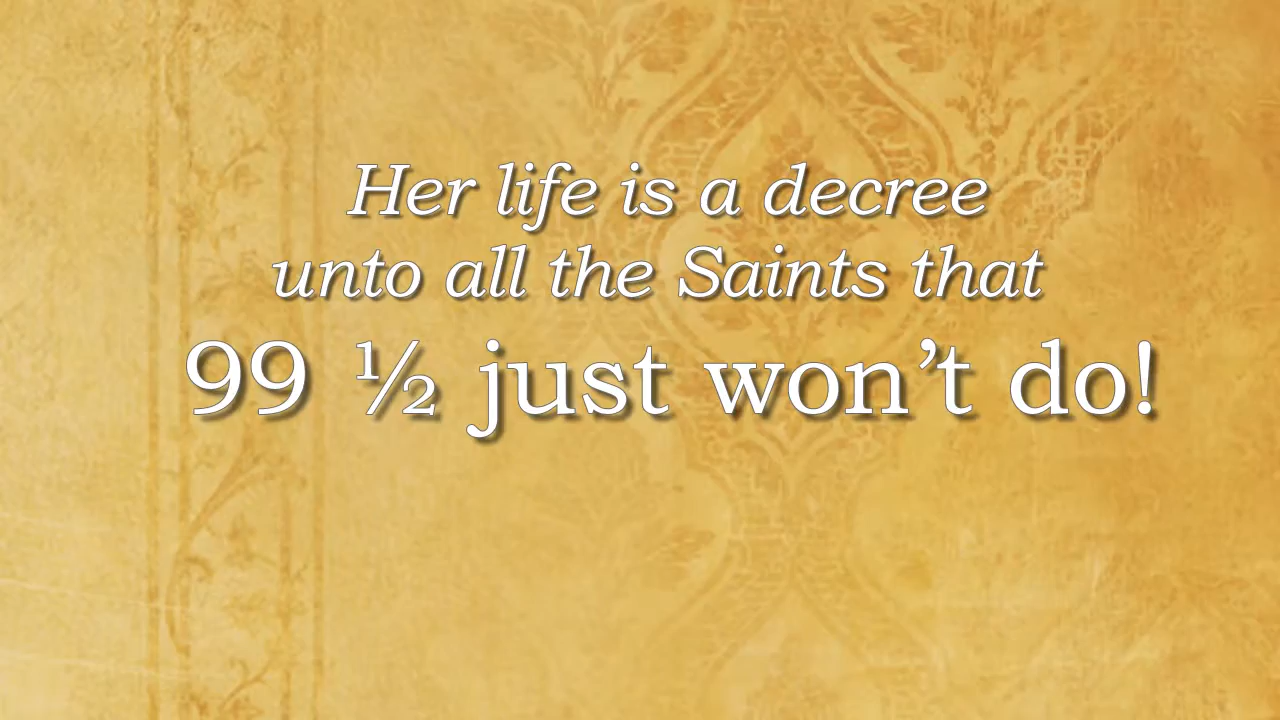 Her life is a decree
unto all the Saints that
99 ½ just won’t do!